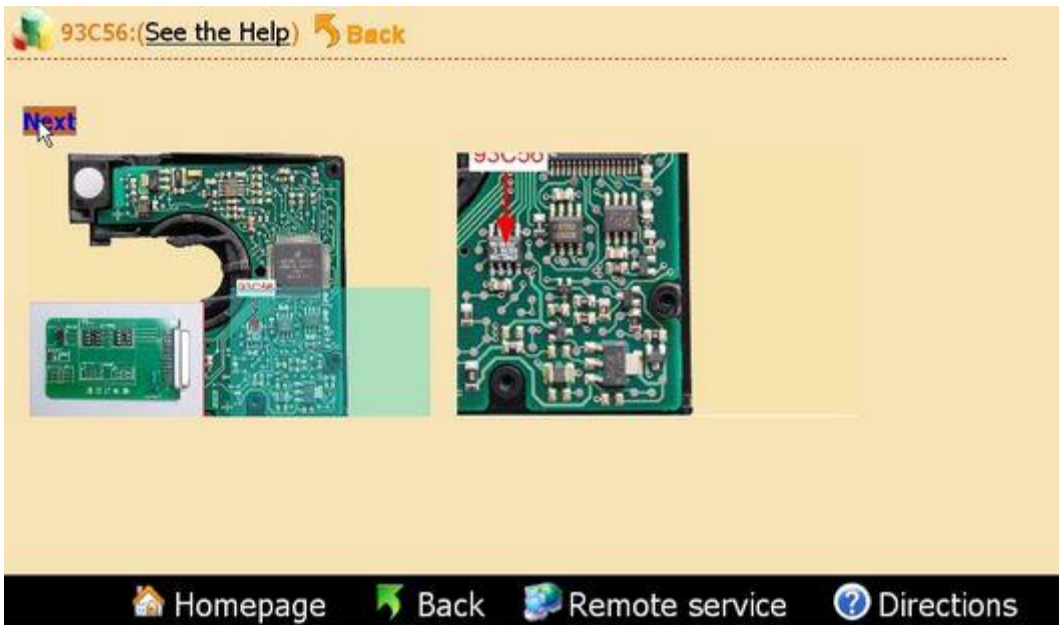 93C56:(See the Help) Back
Next
93C56
93C56
Homepage Back Remote service Directions